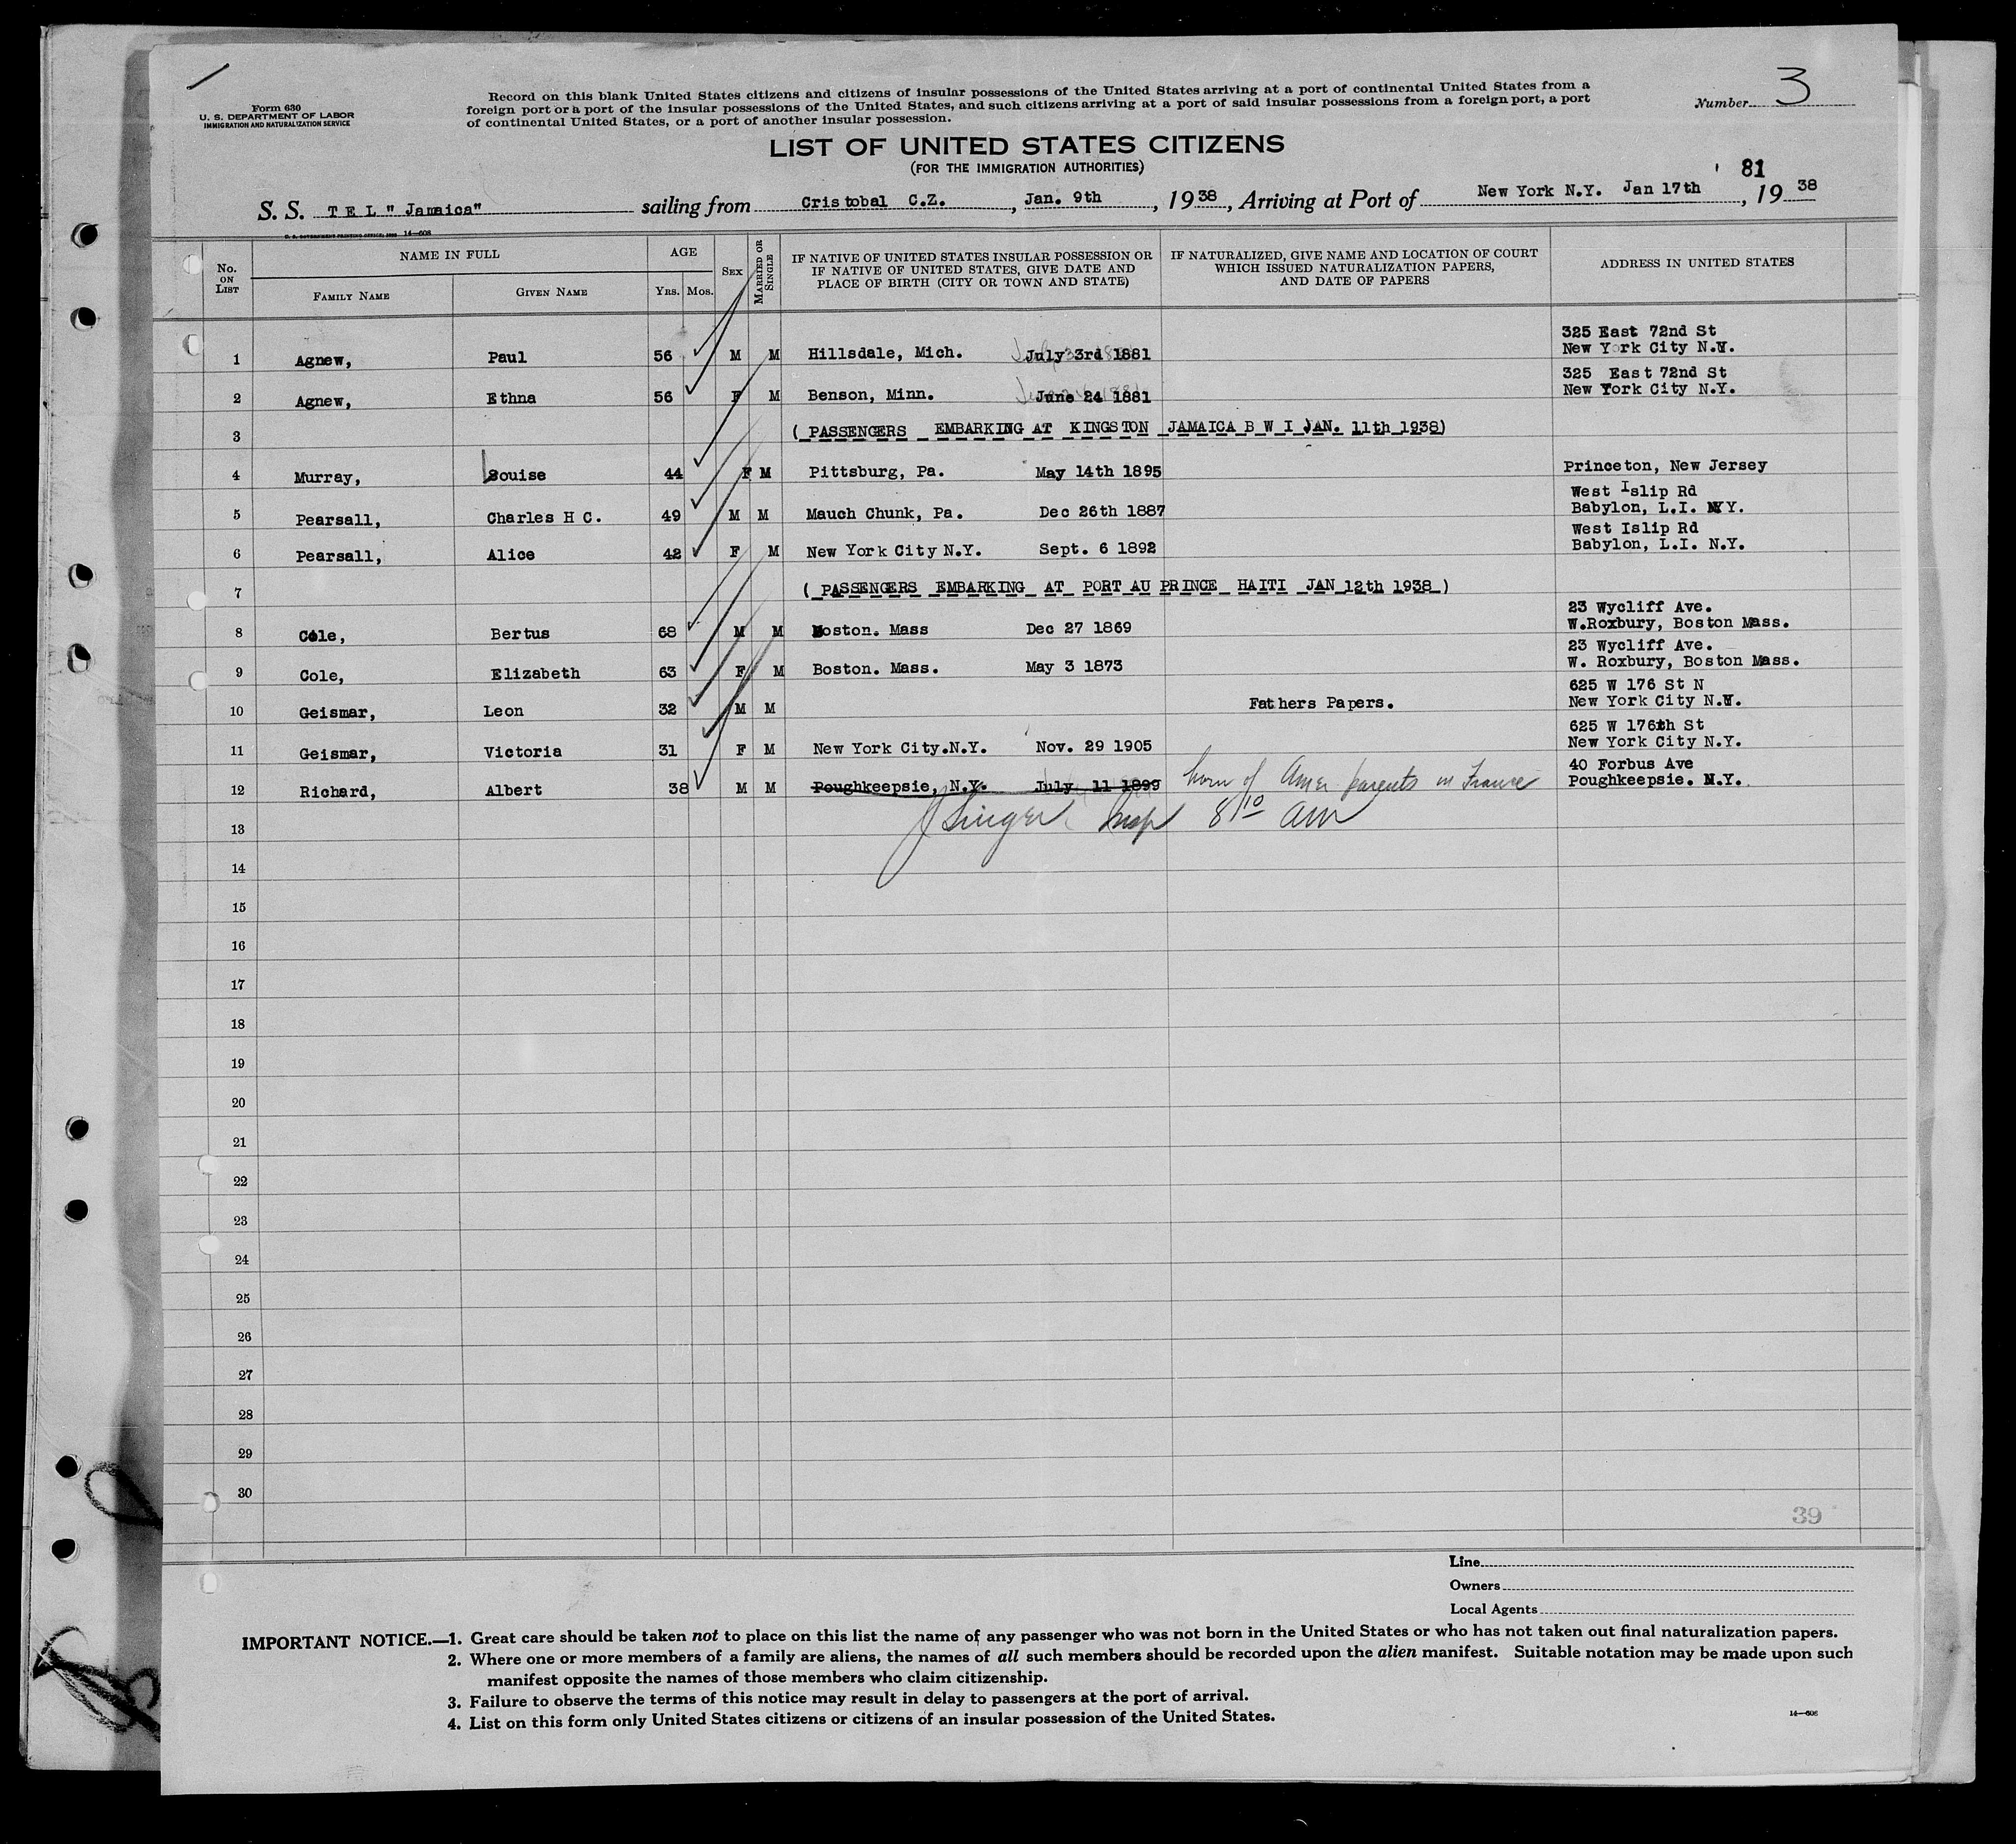 Form 630
U. S. DEPARTMENT OF LABOR
IMMIGRATION AND NATURALIZATION SERVICE
Record on this blank United States citizens and citizens of insular possessions of the United States arriving at a port of continental United States from a
foreign port or a port of the insular possessions of the United States, and such citizens arriving at a port of said insular possessions from a foreign port, a port
of continental United States, or a port of another insular possession.
Number 3
LIST OF UNITED STATES CITIZENS
(FOR THE IMMIGRATION AUTHORITIES)
81
S. S. T E L " Jamaica" sailing from Cristobal C.Z. , Jan. 9th , 1938 , Arriving at Port of New York N.Y. Jan 17th , 19 38
U. S. GOVERNMENT PRINTING OFFICE: 14—608
No. ON LIST NAME IN FULL FAMILY NAME GIVEN NAME AGE YRS. MOS. SEX MARRIED OR SINGLE IF NATIVE OF UNITED STATES INSULAR POSSESSION OR IF NATIVE OF UNITED STATES, GIVE DATE AND PLACE OF BIRTH (CITY OR TOWN AND STATE) IF NATURALIZED, GIVE NAME AND LOCATION OF COURT WHICH ISSUED NATURALIZATION PAPERS, AND DATE OF PAPERS ADDRESS IN UNITED STATES
1 Agnew, Paul 56 M M Hillsdale, Mich. July 3rd 1881 325 East 72nd St New York City N.Y.
2 Agnew, Ethna 56 F M Benson, Minn. June 24 1881 325 East 72nd St New York City N.Y.
3 ( PASSENGERS EMBARKING AT KINGSTON JAMAICA B W I JAN. 11th 1938)
4 Murray, Louise 44 F M Pittsburg, Pa. May 14th 1895 Princeton, New Jersey
5 Pearsall, Charles H C. 49 M M Mauch Chunk, Pa. Dec 26th 1887 West Islip Rd Babylon, L.I. NY.
6 Pearsall, Alice 42 F M New York City N.Y. Sept. 6 1892 West Islip Rd Babylon, L.I. N.Y.
7 ( PASSENGERS EMBARKING AT PORT AU PRINCE HAITI JAN 12th 1938 )
8 Cole, Bertus 68 M M Boston. Mass Dec 27 1869 23 Wycliff Ave. W.Roxbury, Boston Mass.
9 Cole, Elizabeth 63 F M Boston. Mass. May 3 1873 23 Wycliff Ave. W. Roxbury, Boston Mass.
10 Geismar, Leon 32 M M Fathers Papers. 625 W 176 St N New York City N.Y.
11 Geismar, Victoria 31 F M New York City.N.Y. Nov. 29 1905 625 W 176th St New York City N.Y.
12 Richard, Albert 38 M M Poughkeepsie, N.Y. July 11 1899 born of Amer parents in France 40 Forbus Ave Poughkeepsie. N.Y.
13 J Singer Insp 8 10 am
14
15
16
17
18
19
20
21
22
23
24
25
26
27
28
29
30
39
Line
Owners
Local Agents
IMPORTANT NOTICE.—1. Great care should be taken not to place on this list the name of any passenger who was not born in the United States or who has not taken out final naturalization papers.
2. Where one or more members of a family are aliens, the names of all such members should be recorded upon the alien manifest. Suitable notation may be made upon such
manifest opposite the names of those members who claim citizenship.
3. Failure to observe the terms of this notice may result in delay to passengers at the port of arrival.
4. List on this form only United States citizens or citizens of an insular possession of the United States.
14—608